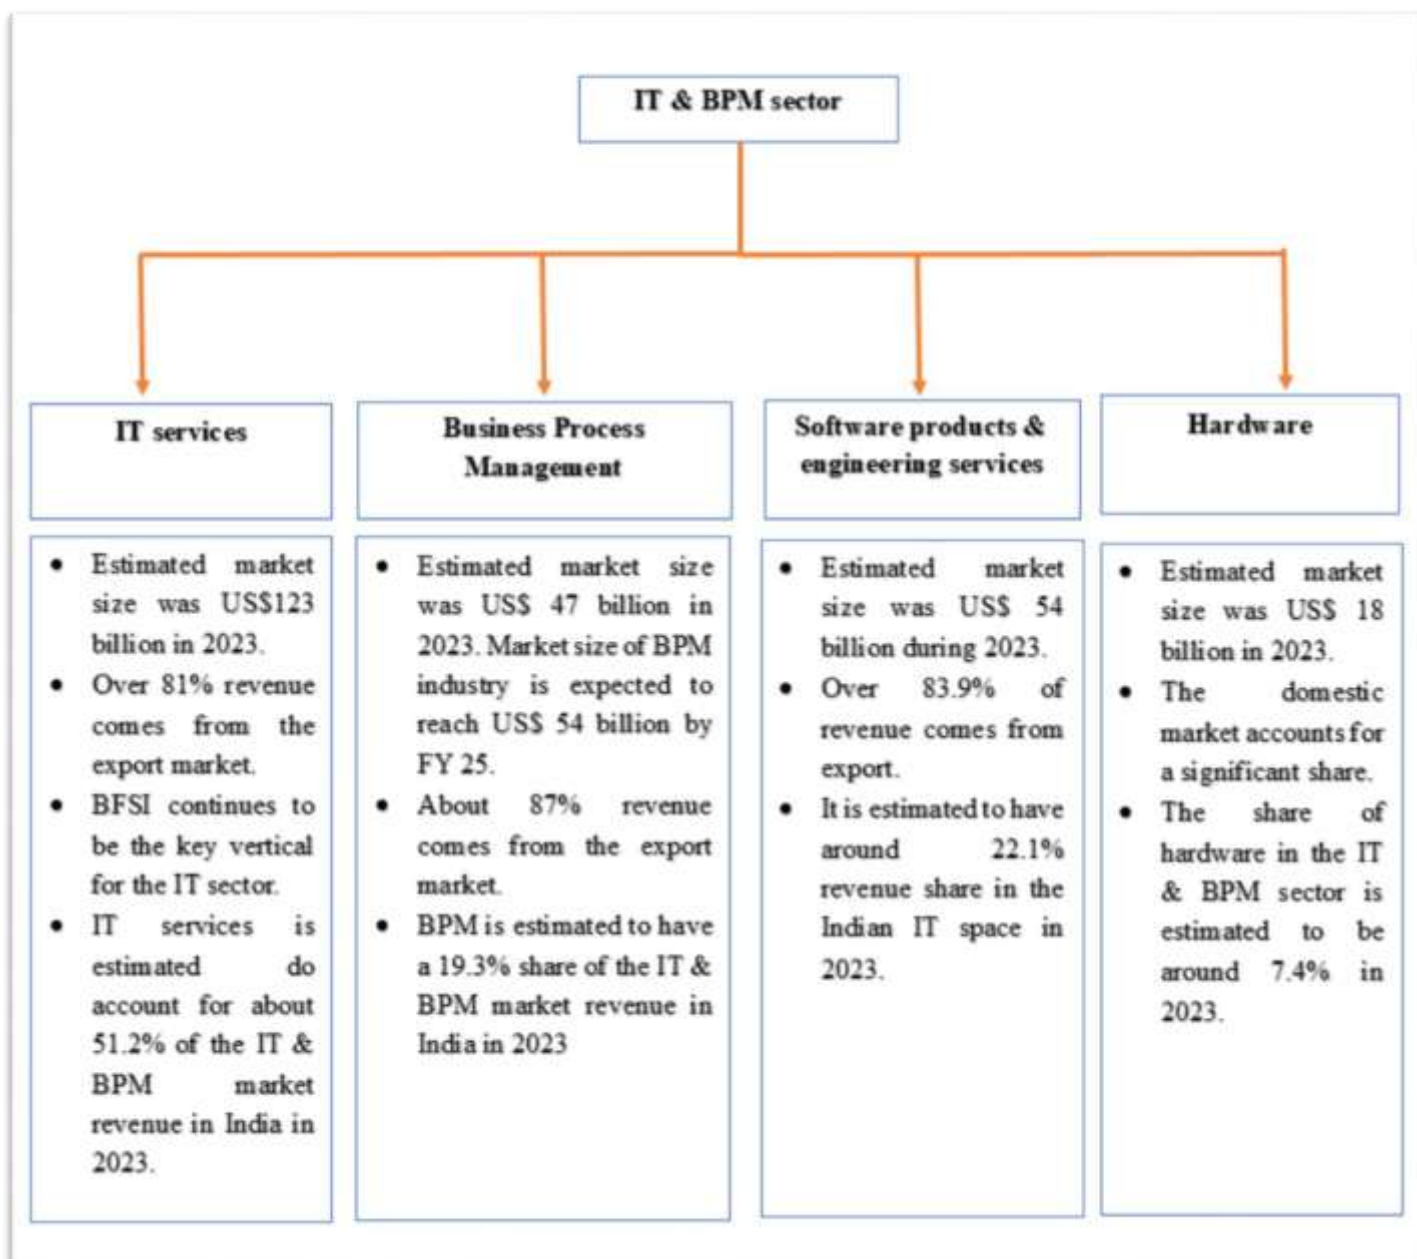 IT & BPM sector
IT services
Estimated market
size was US$123
billion in 2023.
Over 81% revenue
comes from the
export market.
BFSI continues to
be the key vertical
for the IT sector.
IT services is
estimated do
account for about
51.2% of the IT &
BPM market
revenue in India in
2023.
Business Process
Management
Estimated market size
was US$ 47 billion in
2023. Market size of BPM
industry is expected to
reach US$ 54 billion by
FY 25.
About 87% revenue
comes from the export
market.
BPM is estimated to have
a 19.3% share of the IT &
BPM market revenue in
India in 2023
Software products &
engineering services
Estimated market
size was US$ 54
billion during 2023.
Over 83.9% of
revenue comes from
export.
It is estimated to have
around 22.1%
revenue share in the
Indian IT space in
2023.
Hardware
Estimated market
size was US$ 18
billion in 2023.
The domestic
market accounts for
a significant share.
The share of
hardware in the IT
& BPM sector is
estimated to be
around 7.4% in
2023.